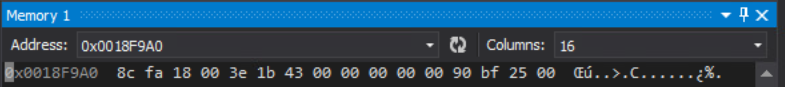 Memory 1
Address: 0x0018F9A0 Columns: 16
0x0018F9A0 8c fa 18 00 3e 1b 43 00 00 00 00 00 90 bf 25 00 Œú..>.C......¿%.